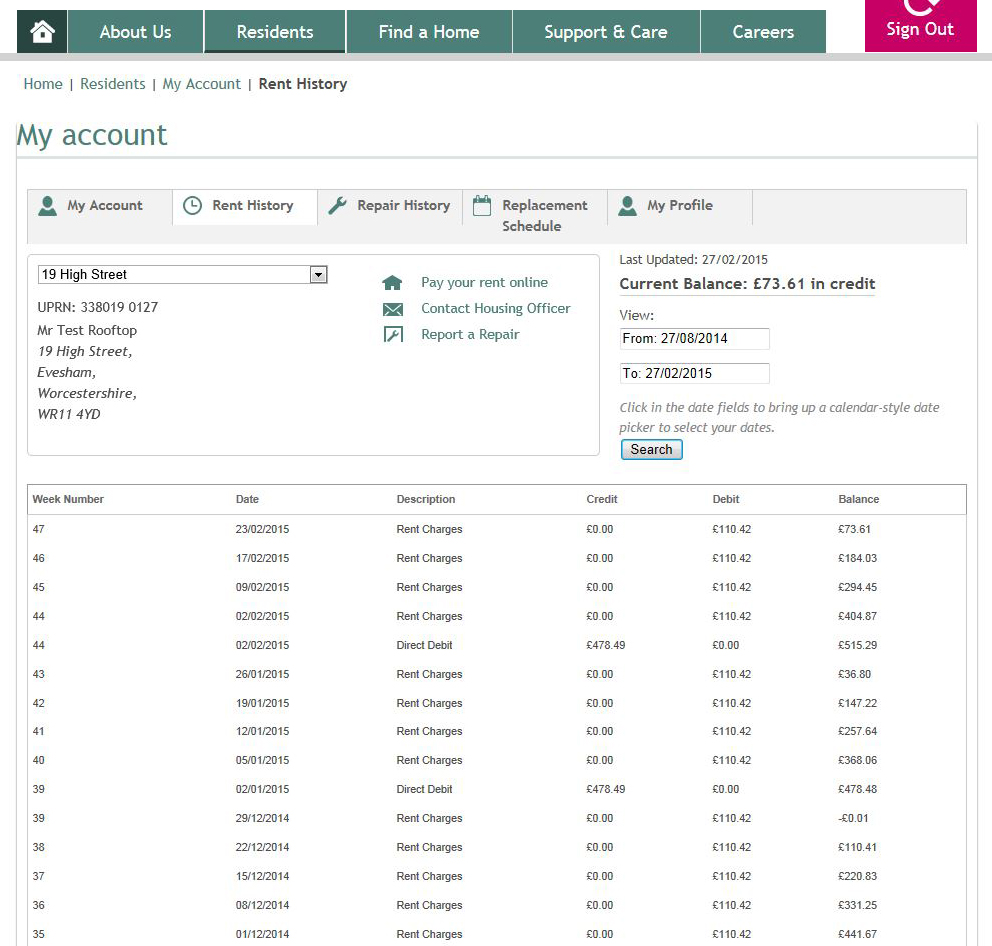 About Us Residents Find a Home Support & Care Careers Sign Out
Home | Residents | My Account | Rent History
My account
My Account Rent History Repair History Replacement Schedule My Profile
19 High Street
UPRN: 338019 0127
Mr Test Rooftop
19 High Street,
Evesham,
Worcestershire,
WR11 4YD
Pay your rent online
Contact Housing Officer
Report a Repair
Last Updated: 27/02/2015
Current Balance: £73.61 in credit
View:
From: 27/08/2014
To: 27/02/2015
Click in the date fields to bring up a calendar-style date
picker to select your dates.
Search
Week Number Date Description Credit Debit Balance
47 23/02/2015 Rent Charges £0.00 £110.42 £73.61
46 17/02/2015 Rent Charges £0.00 £110.42 £184.03
45 09/02/2015 Rent Charges £0.00 £110.42 £294.45
44 02/02/2015 Rent Charges £0.00 £110.42 £404.87
44 02/02/2015 Direct Debit £478.49 £0.00 £515.29
43 26/01/2015 Rent Charges £0.00 £110.42 £36.80
42 19/01/2015 Rent Charges £0.00 £110.42 £147.22
41 12/01/2015 Rent Charges £0.00 £110.42 £257.64
40 05/01/2015 Rent Charges £0.00 £110.42 £368.06
39 02/01/2015 Direct Debit £478.49 £0.00 £478.48
39 29/12/2014 Rent Charges £0.00 £110.42 -£0.01
38 22/12/2014 Rent Charges £0.00 £110.42 £110.41
37 15/12/2014 Rent Charges £0.00 £110.42 £220.83
36 08/12/2014 Rent Charges £0.00 £110.42 £331.25
35 01/12/2014 Rent Charges £0.00 £110.42 £441.67